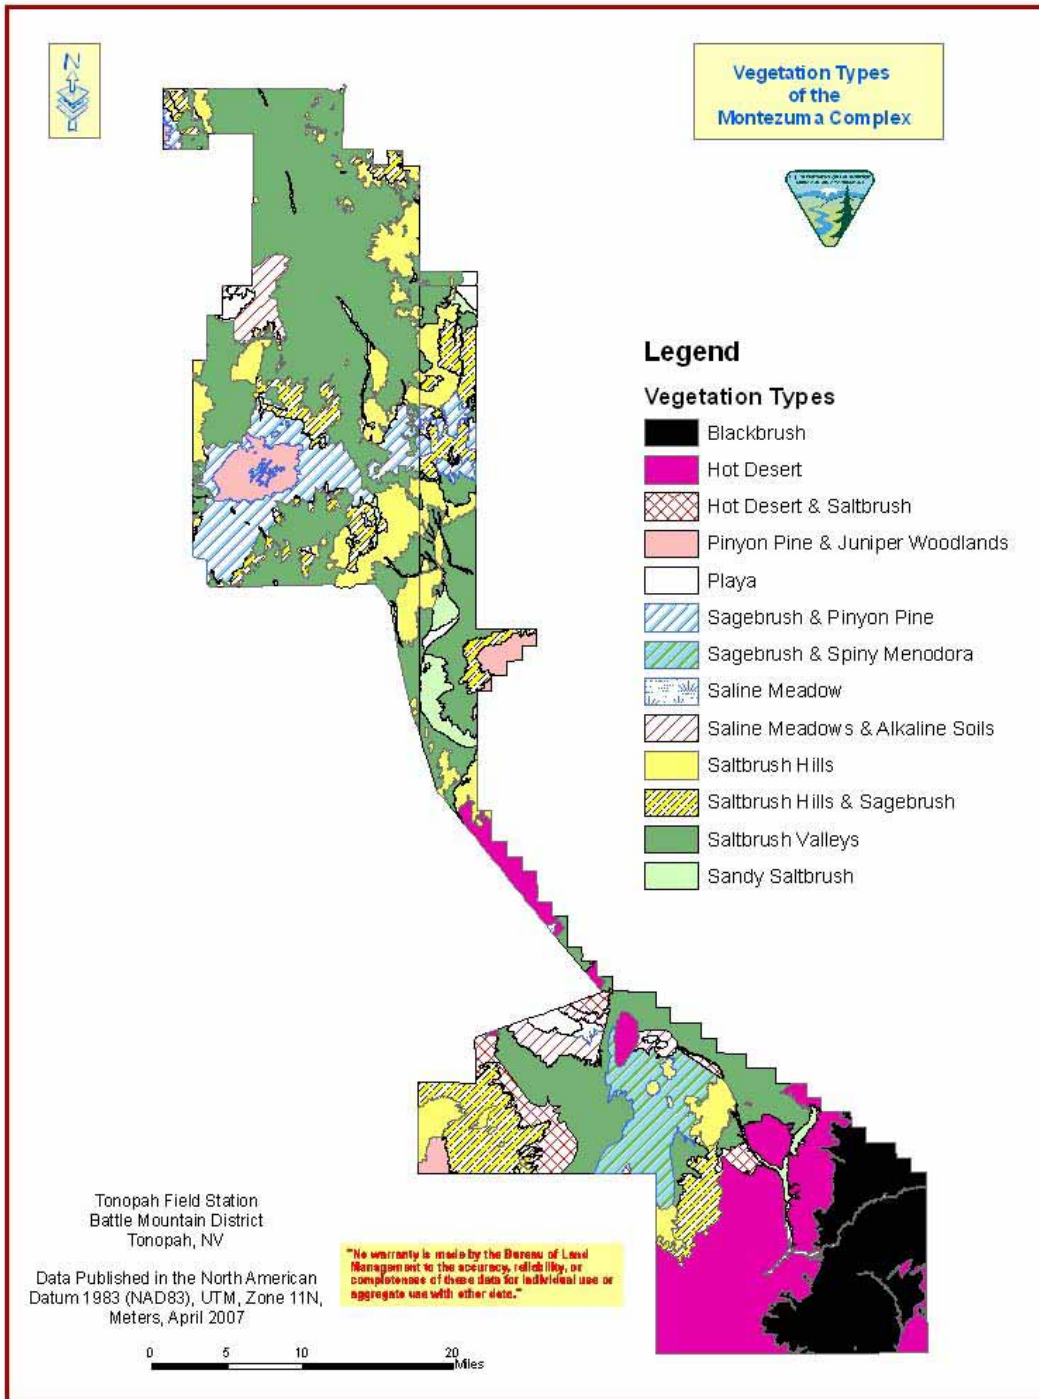 N
Vegetation Types
of the
Montezuma Complex
Legend
Vegetation Types
Blackbrush
Hot Desert
Hot Desert & Saltbrush
Pinyon Pine & Juniper Woodlands
Playa
Sagebrush & Pinyon Pine
Sagebrush & Spiny Menodora
Saline Meadow
Saline Meadows & Alkaline Soils
Saltbrush Hills
Saltbrush Hills & Sagebrush
Saltbrush Valleys
Sandy Saltbrush
Tonopah Field Station
Battle Mountain District
Tonopah, NV
Data Published in the North American
Datum 1983 (NAD83), UTM, Zone 11N,
Meters, April 2007
"No warranty is made by the Bureau of Land
Management to the accuracy, reliability, or
completeness of these data for individual use or
aggregate use with other data."
0 5 10 20
Miles